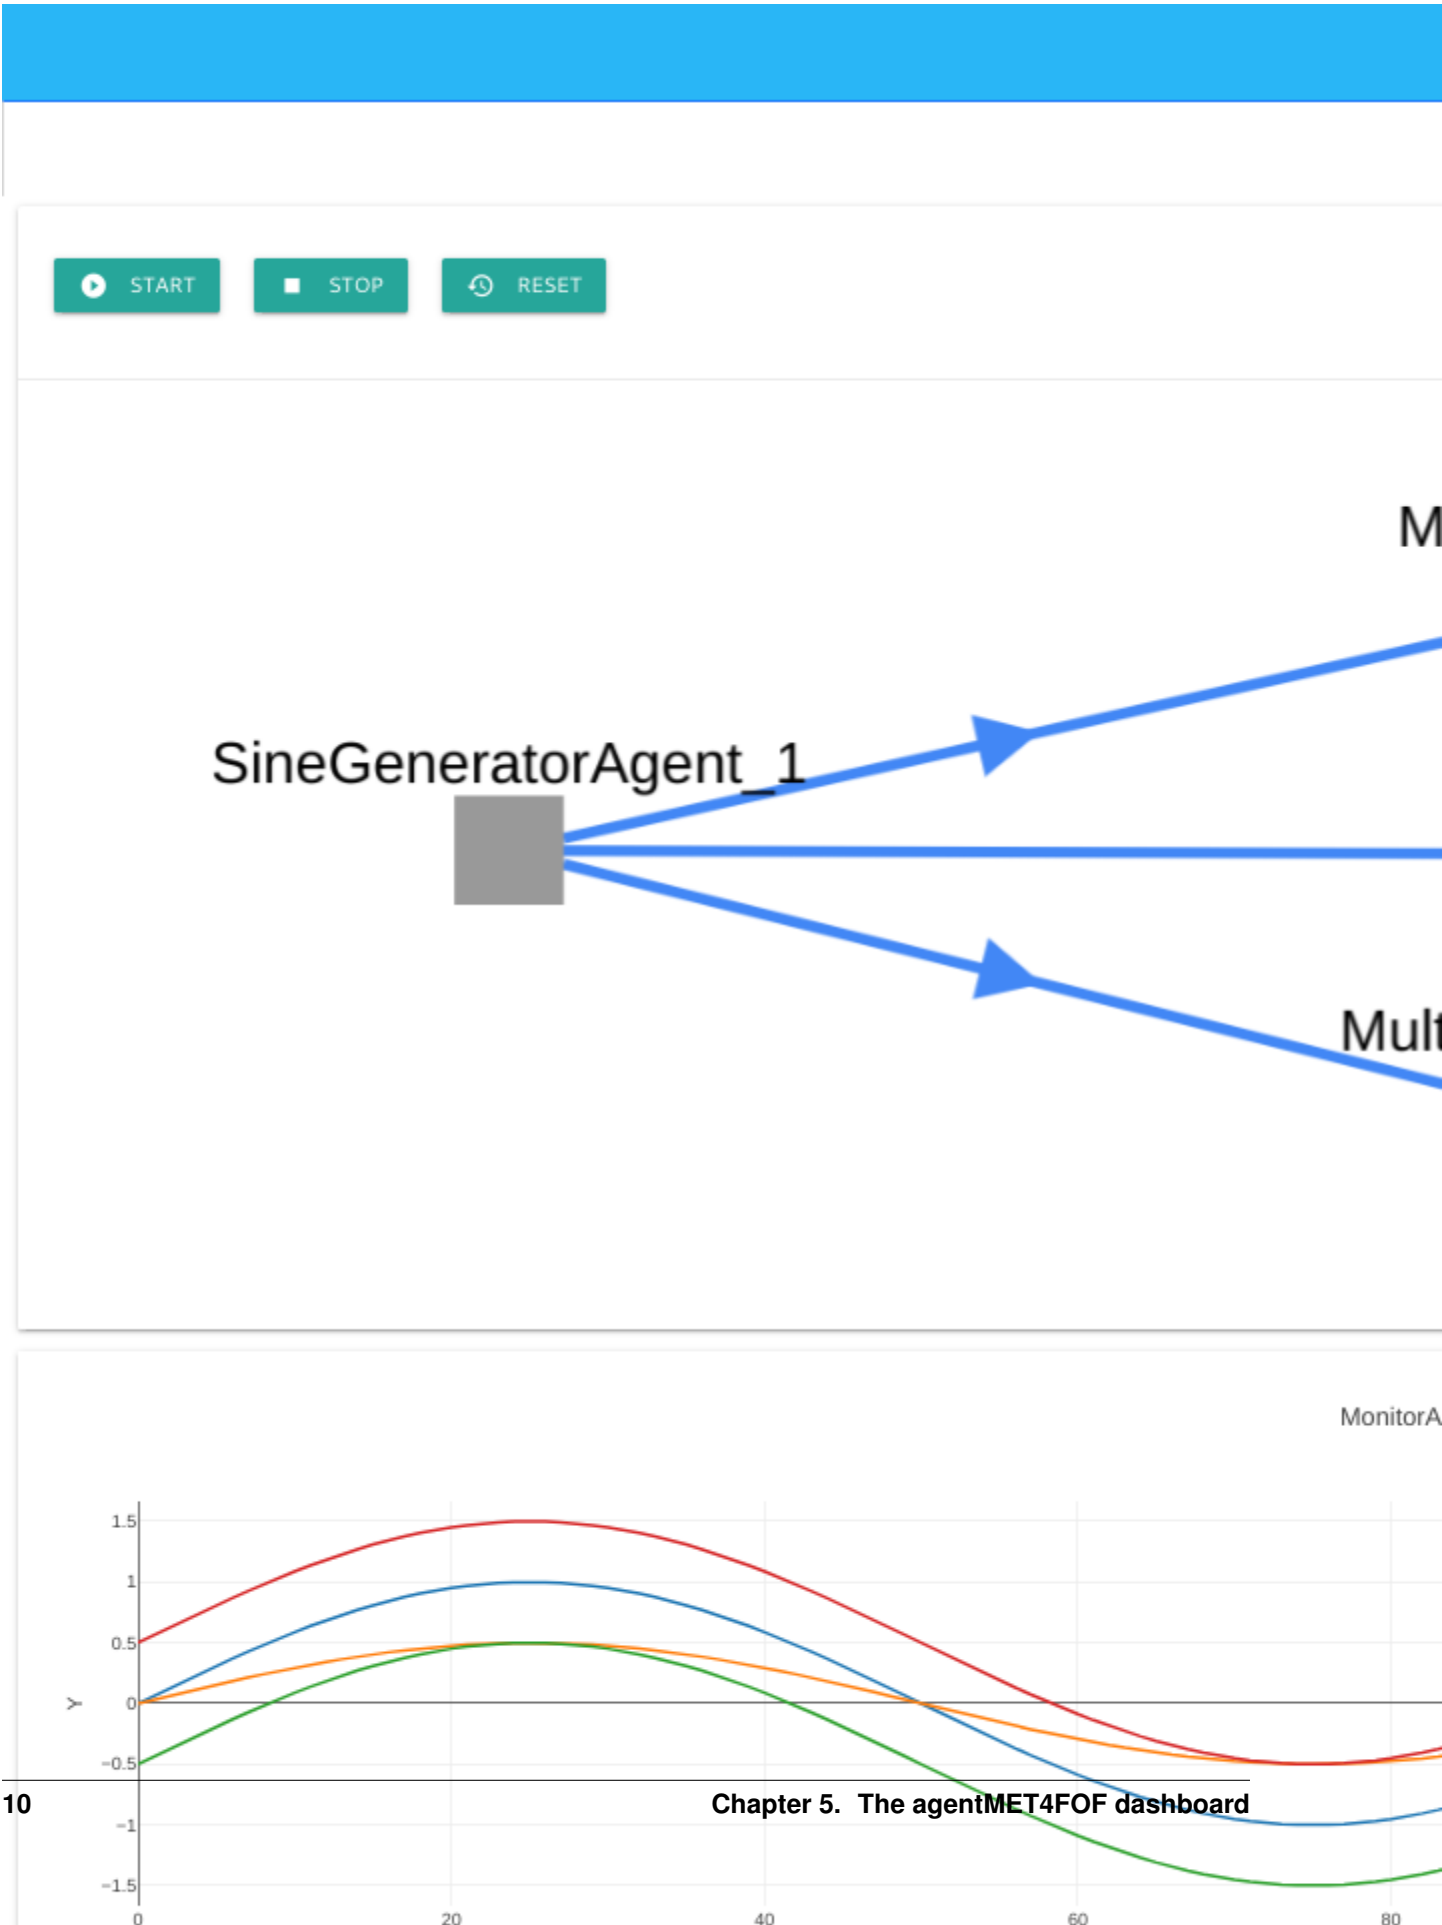 START STOP RESET
M
SineGeneratorAgent_1
Mult
MonitorA
1.5
1
0.5
Y
0
−0.5
10 Chapter 5. The agentMET4FOF dashboard
−1
−1.5
0 20 40 60 80